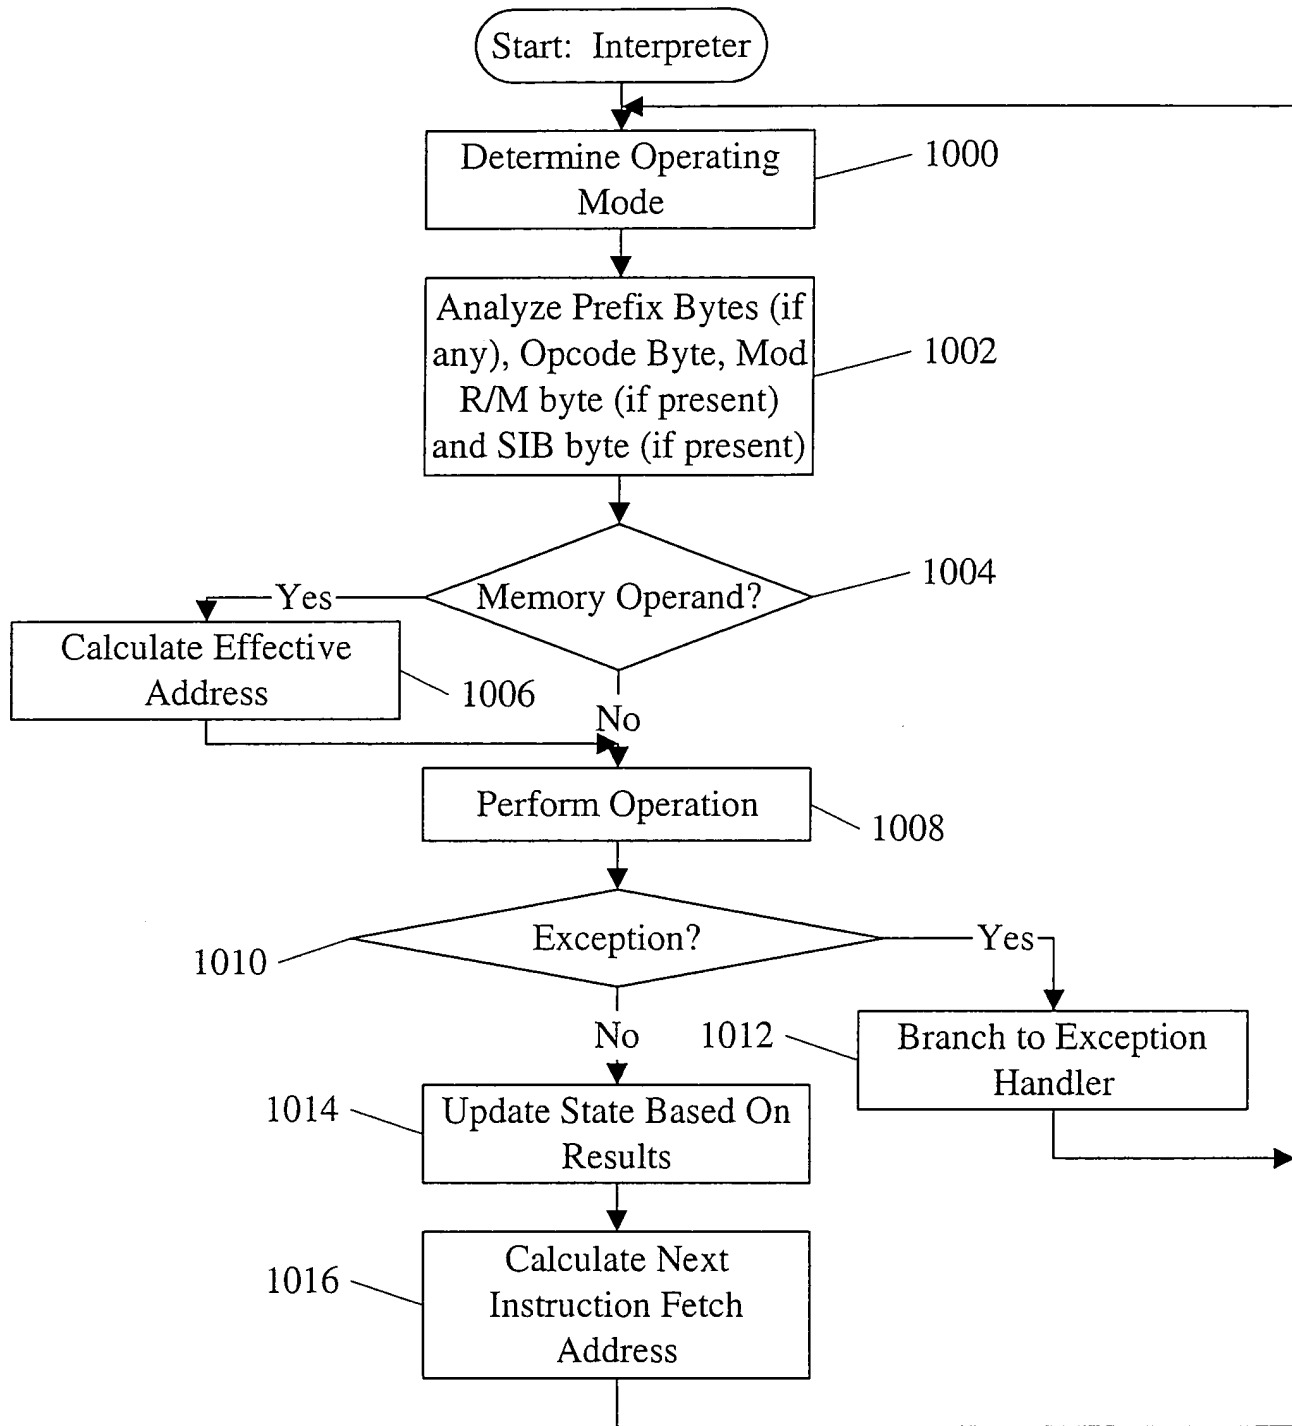 Start: Interpreter
Determine Operating
Mode
1000
Analyze Prefix Bytes (if
any), Opcode Byte, Mod
R/M byte (if present)
and SIB byte (if present)
1002
Memory Operand?
1004
Yes
Calculate Effective
Address
1006
No
Perform Operation
1008
Exception?
1010
Yes
No
1012
Branch to Exception
Handler
1014
Update State Based On
Results
1016
Calculate Next
Instruction Fetch
Address